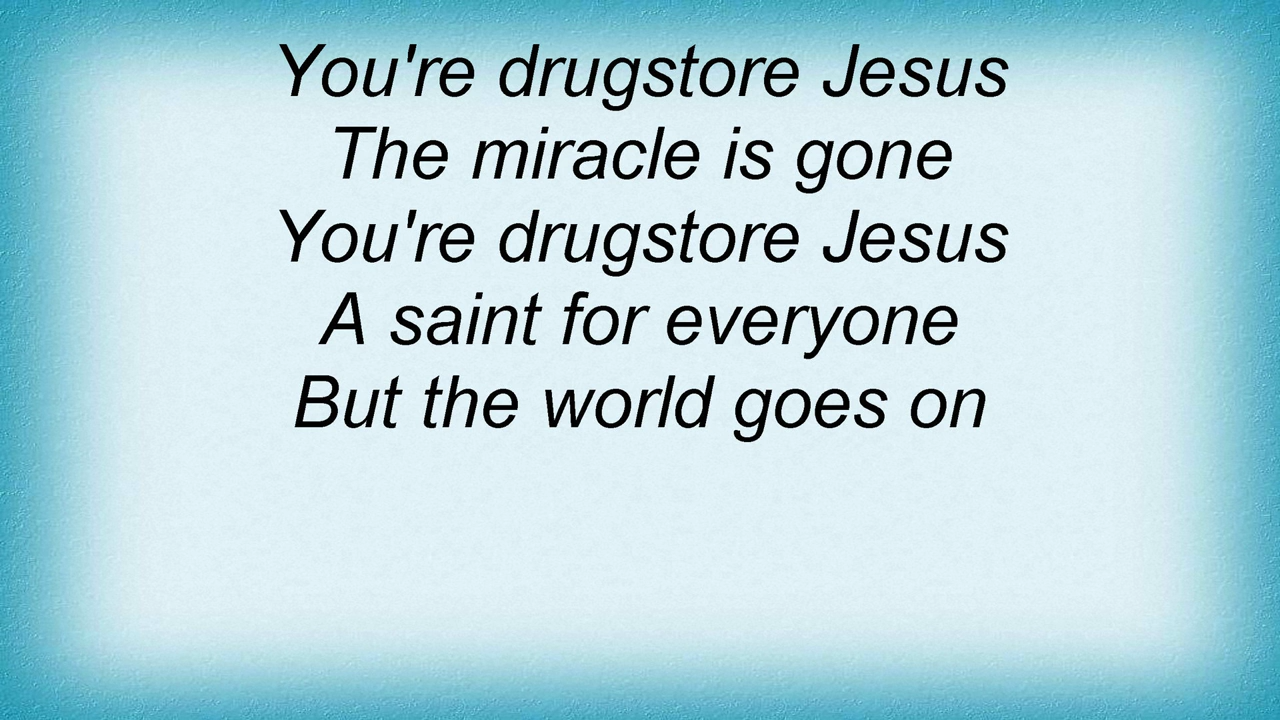 You're drugstore Jesus
The miracle is gone
You're drugstore Jesus
A saint for everyone
But the world goes on